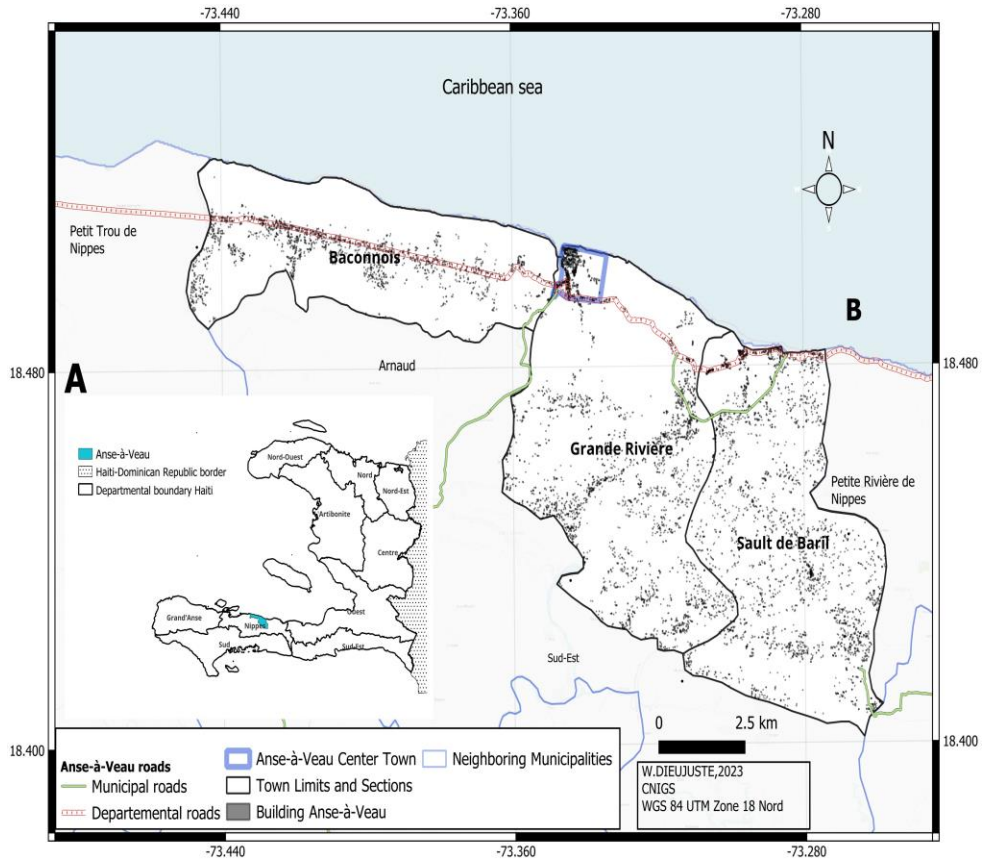 -73.440
-73.360
-73.280
Caribbean sea
N
Petit Trou de
Nippes
Baconnois
B
18.480
18.480
A
Arnaud
Anse-à-Veau
Haiti-Dominican Republic border
Departmental boundary Haiti
Nord-Ouest
Nord
Nord-Est
Artibonite
Centre
Ouest
Grand'Anse
Nippes
Sud
Sud-Est
Grande Rivière
Petite Rivière de
Nippes
Sault de Baril
Sud-Est
0
2.5 km
18.400
18.400
Anse-à-Veau roads
Municipal roads
Departemental roads
Anse-à-Veau Center Town
Neighboring Municipalities
Town Limits and Sections
Building Anse-à-Veau
W.DIEUJUSTE,2023
CNIGS
WGS 84 UTM Zone 18 Nord
-73.440
-73.360
-73.280